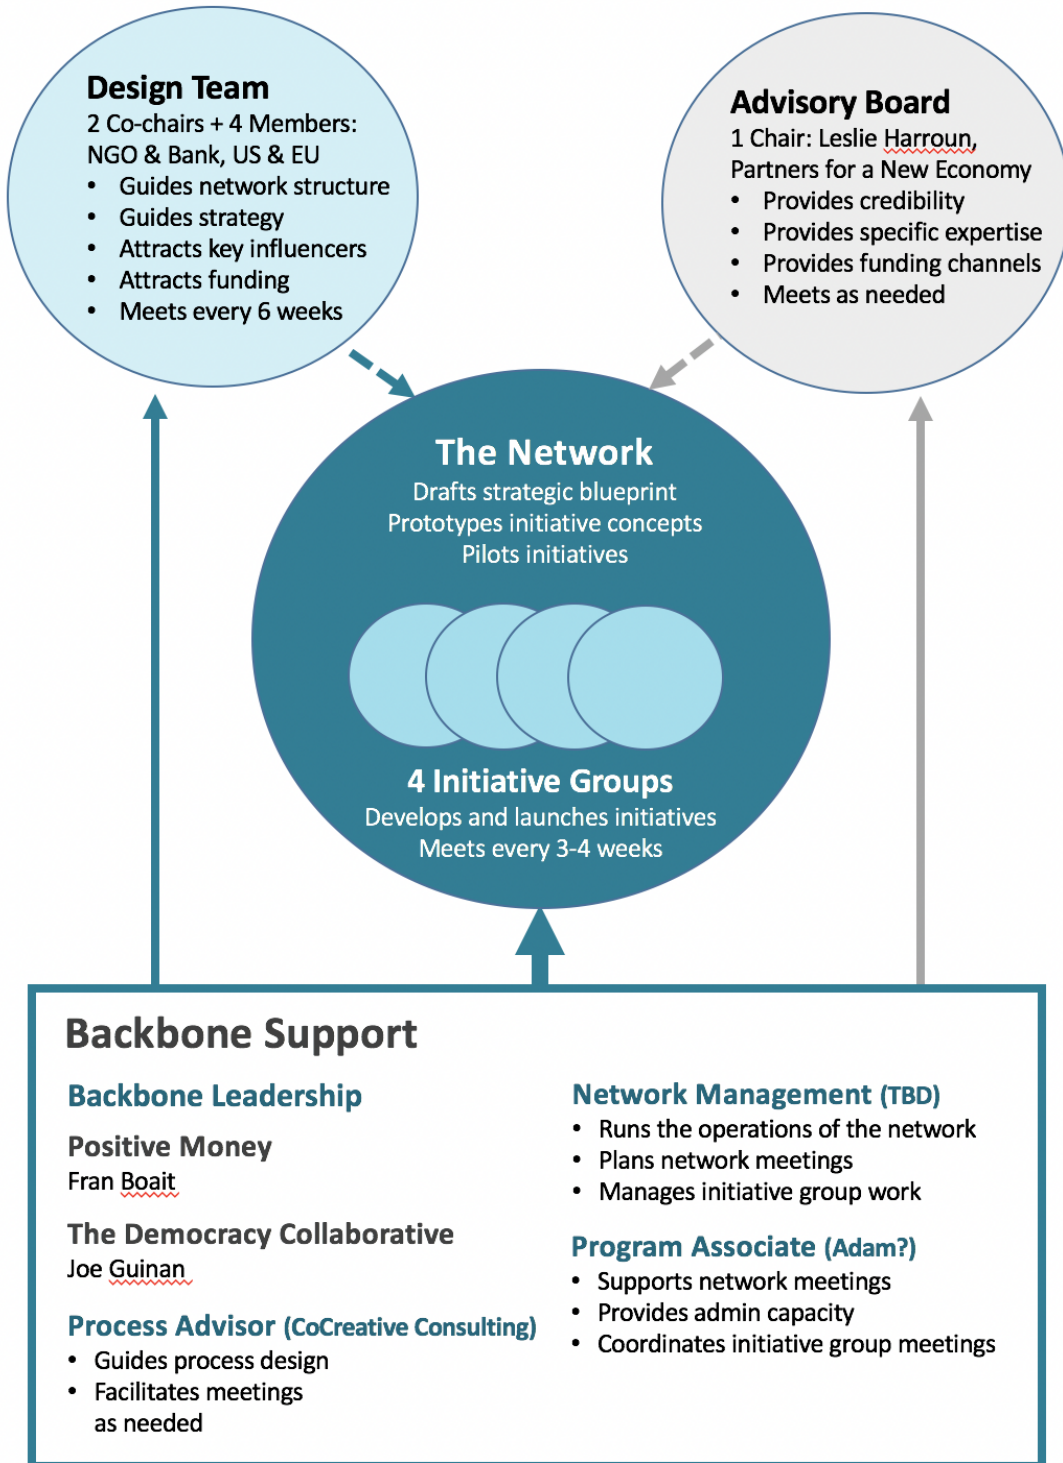 Design Team
2 Co-chairs + 4 Members:
NGO & Bank, US & EU
• Guides network structure
• Guides strategy
• Attracts key influencers
• Attracts funding
• Meets every 6 weeks
Advisory Board
1 Chair: Leslie Harroun,
Partners for a New Economy
• Provides credibility
• Provides specific expertise
• Provides funding channels
• Meets as needed
The Network
Drafts strategic blueprint
Prototypes initiative concepts
Pilots initiatives
4 Initiative Groups
Develops and launches initiatives
Meets every 3-4 weeks
Backbone Support
Backbone Leadership
Positive Money
Fran Boait
The Democracy Collaborative
Joe Guinan
Process Advisor (CoCreative Consulting)
• Guides process design
• Facilitates meetings
as needed
Network Management (TBD)
• Runs the operations of the network
• Plans network meetings
• Manages initiative group work
Program Associate (Adam?)
• Supports network meetings
• Provides admin capacity
• Coordinates initiative group meetings